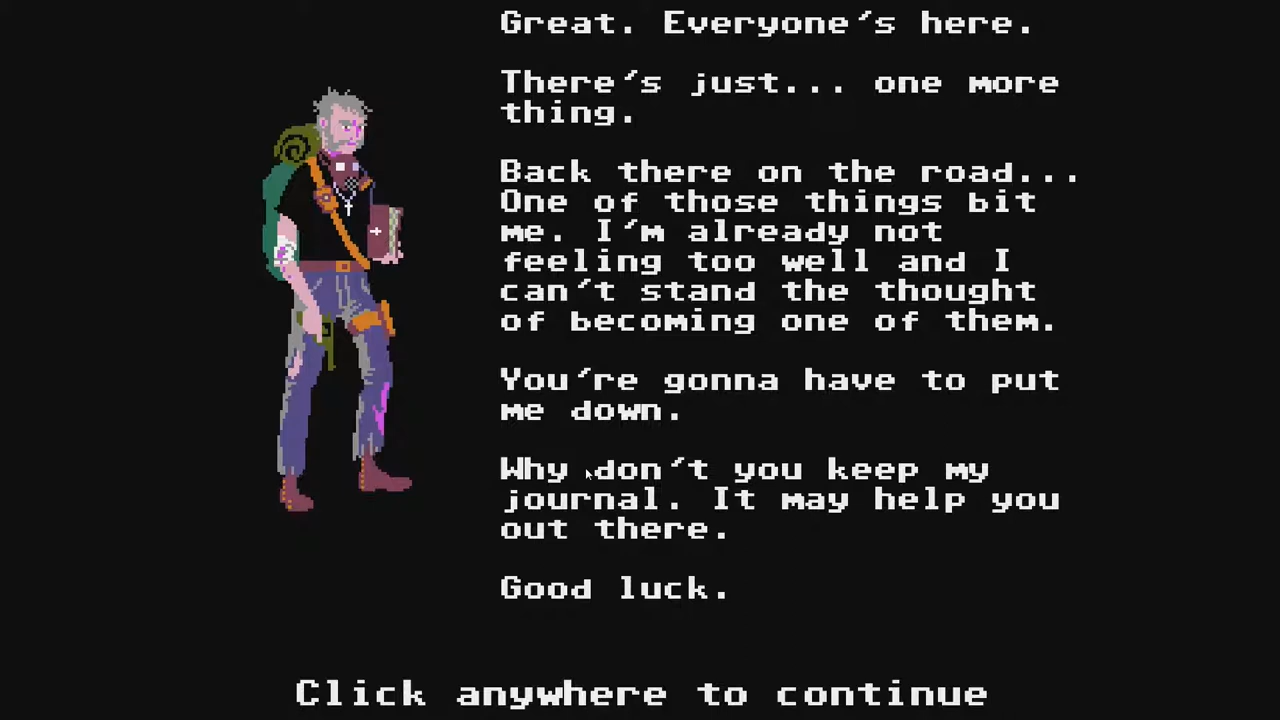 Great. Everyone's here.
There's just... one more
thing.
Back there on the road...
One of those things bit
me. I'm already not
feeling too well and I
can't stand the thought
of becoming one of them.
You're gonna have to put
me down.
Why don't you keep my
journal. It may help you
out there.
Good luck.
Click anywhere to continue